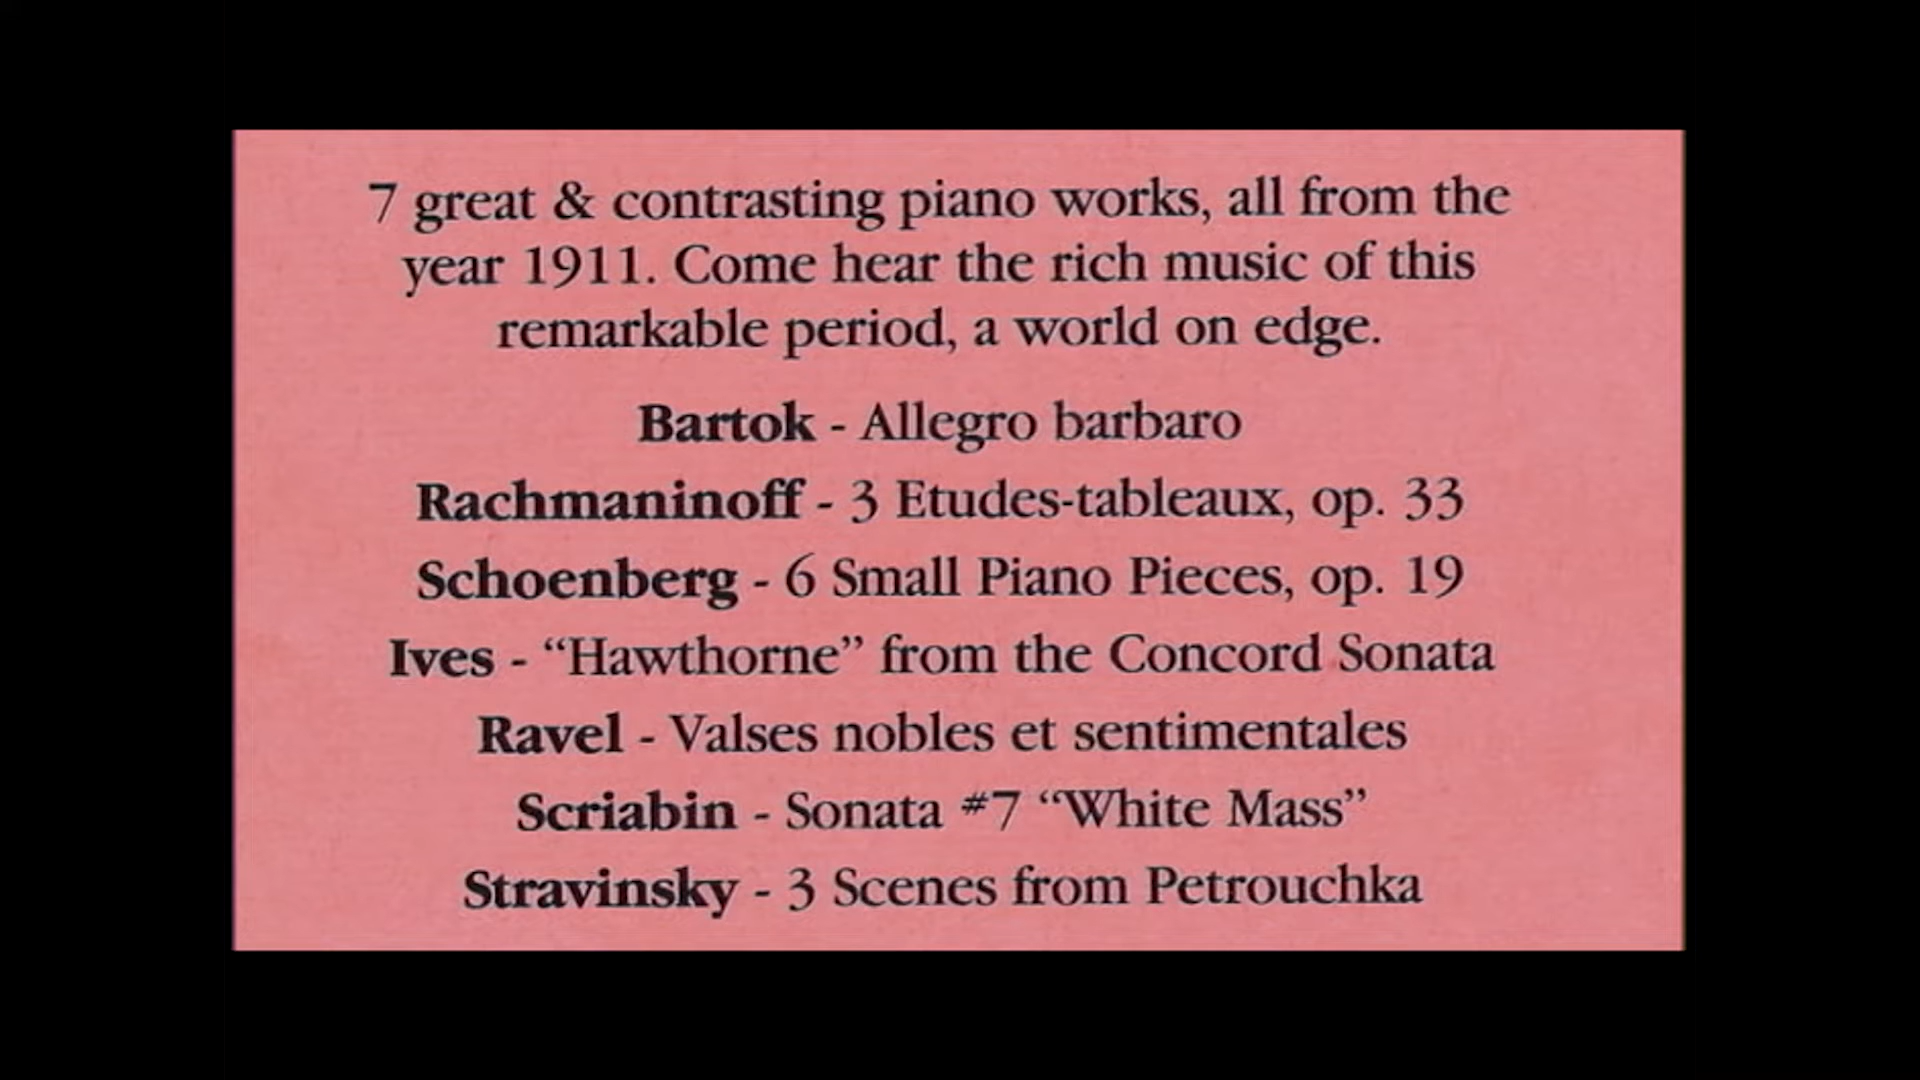 7 great & contrasting piano works, all from the
year 1911. Come hear the rich music of this
remarkable period, a world on edge.
Bartok - Allegro barbaro
Rachmaninoff - 3 Etudes-tableaux, op. 33
Schoenberg - 6 Small Piano Pieces, op. 19
Ives - “Hawthorne” from the Concord Sonata
Ravel - Valses nobles et sentimentales
Scriabin - Sonata #7 “White Mass”
Stravinsky - 3 Scenes from Petrouchka